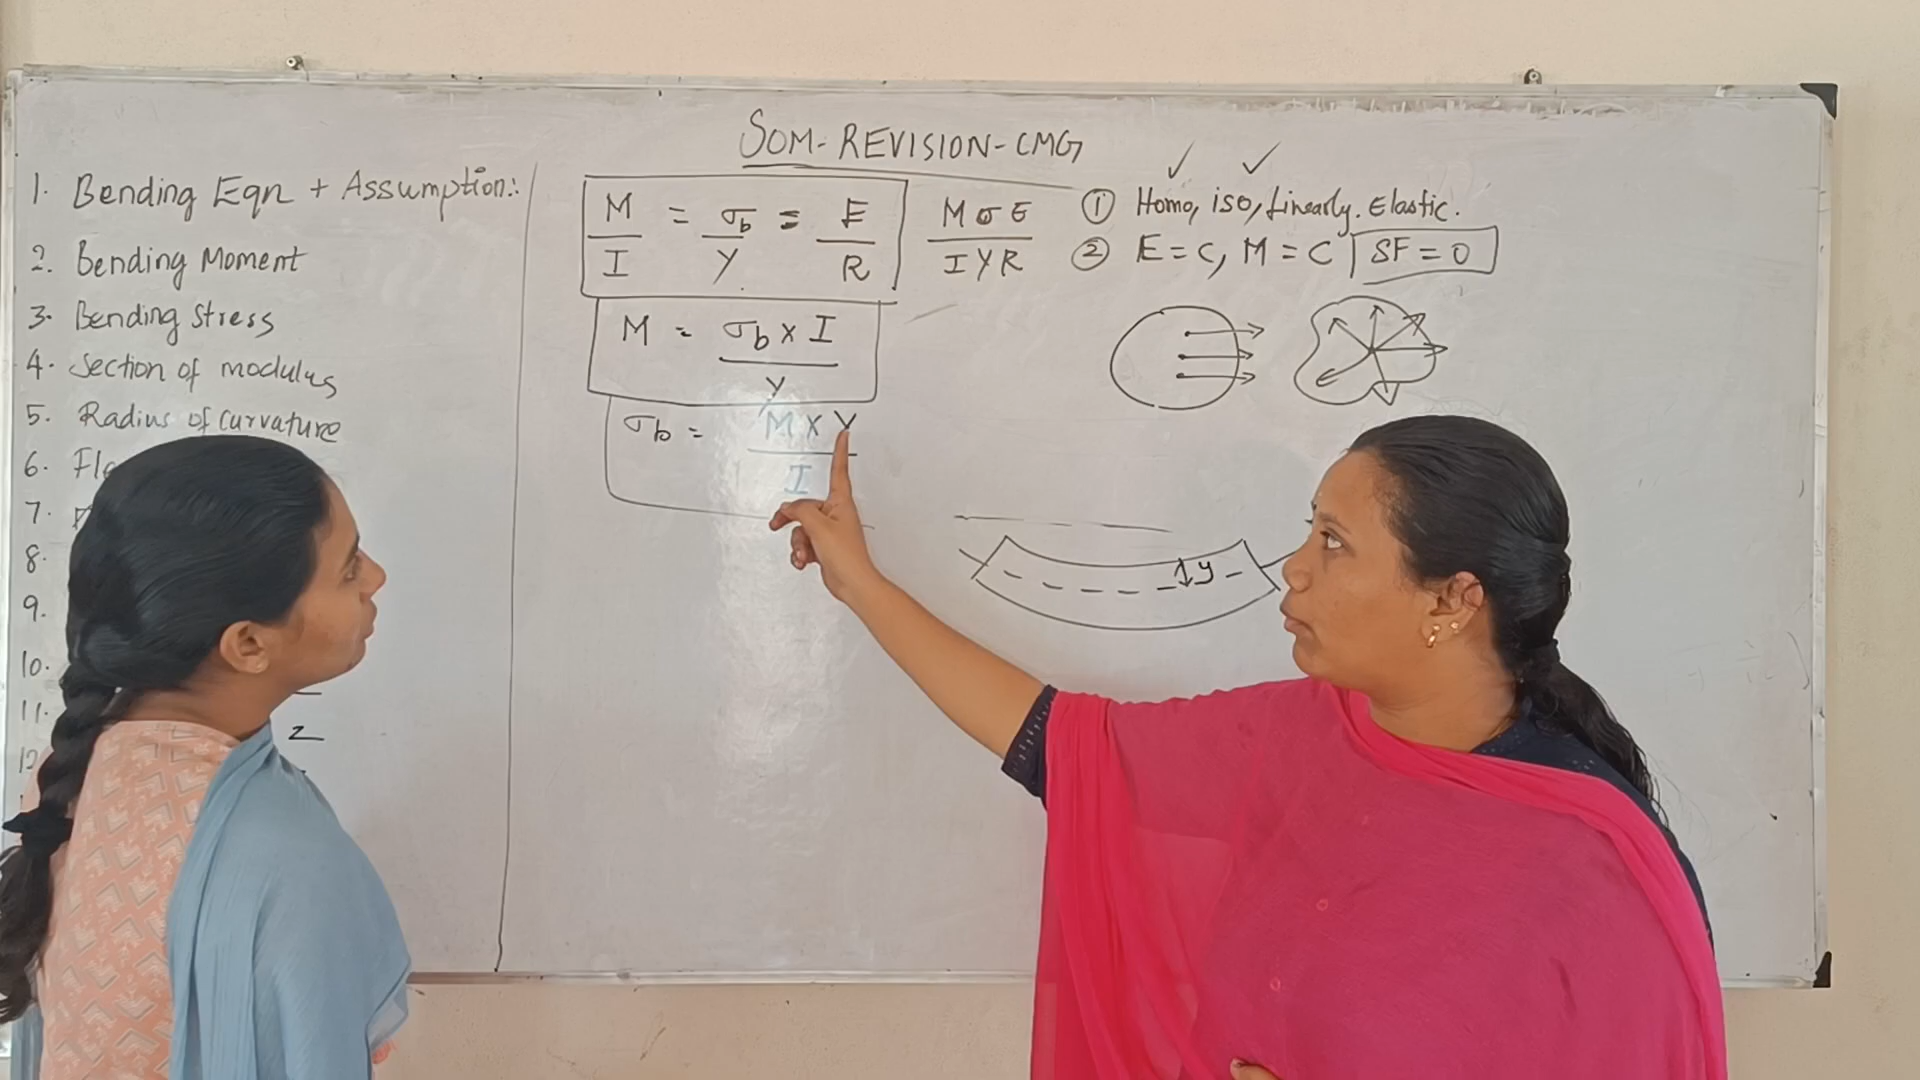 SOM-REVISION-CMG
1. Bending Eqn + Assumption:
2. Bending Moment
3. Bending Stress
4. Section of modulus
5. Radius of curvature
6.
7.
8.
9.
10.
11.
12
M/I = σb/Y = E/R
MσE/IYR
M = σb x I/Y
σb = M x Y/I
① Homo, iso, Linearly. Elastic.
② E = C, M = C SF = 0
y